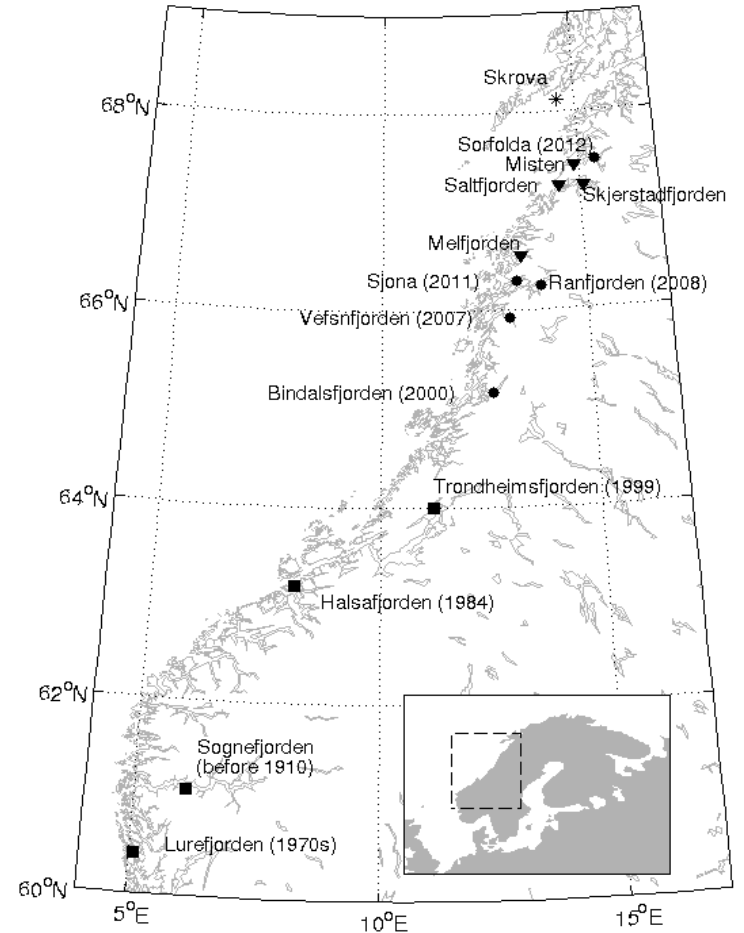 Skrova
68°N
Sorfolda (2012)
Misten
Saltfjorden
Skjerstadfjorden
Melfjorden
Sjona (2011)
Ranfjorden (2008)
66°N
Vefsnfjorden (2007)
Bindalsfjorden (2000)
Trondheimsfjorden (1999)
64°N
Halsafjorden (1984)
62°N
Sognefjorden
(before 1910)
Lurefjorden (1970s)
60°N
5°E
10°E
15°E